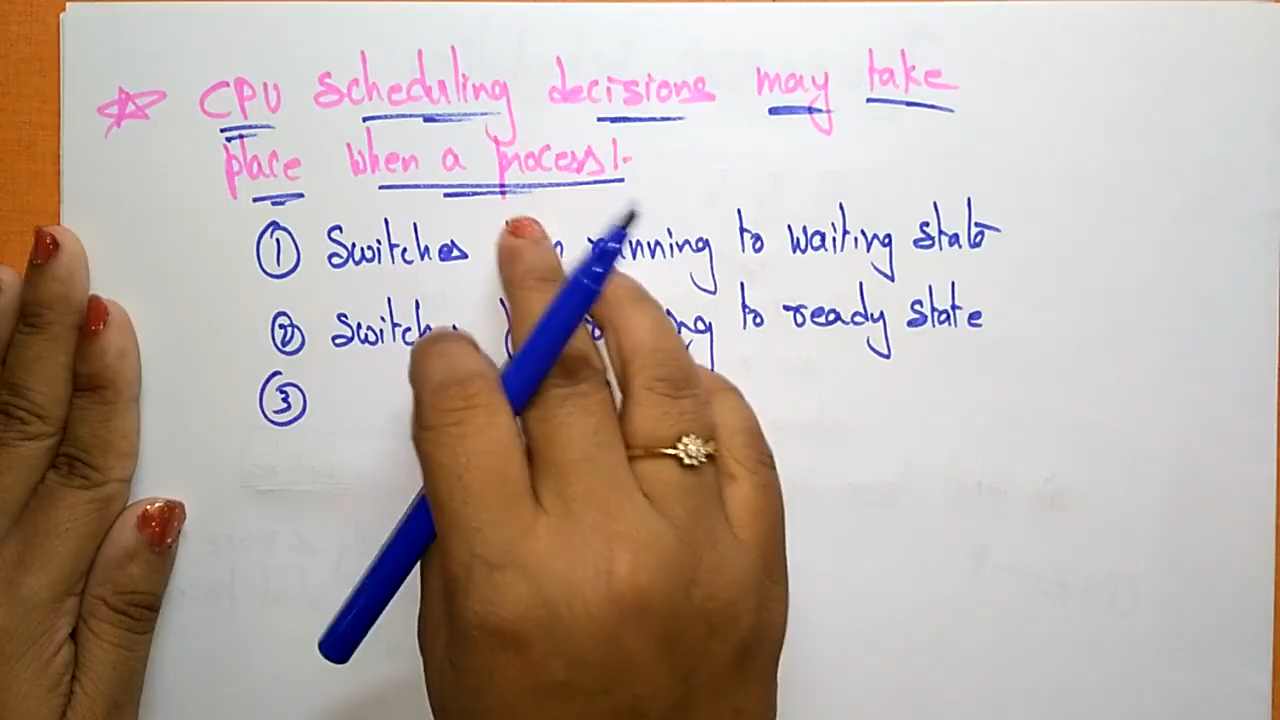 CPU scheduling decisions may take
place when a process :-
① Switches running to waiting state
② Switches to ready state
③